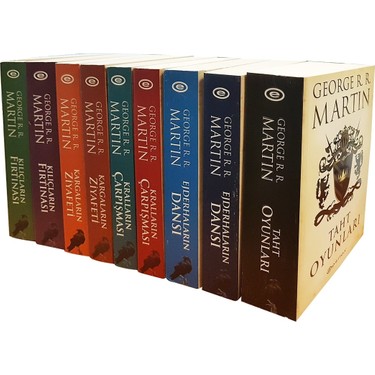 GEORGE R. R.
MARTIN
KILIÇLARIN
FIRTINASI
GEORGE R. R.
MARTIN
KILIÇLARIN
FIRTINASI
GEORGE R. R.
MARTIN
KARGALARIN
ZİYAFETİ
GEORGE R. R.
MARTIN
KARGALARIN
ZİYAFETİ
GEORGE R. R.
MARTIN
KRALLARIN
ÇARPIŞMASI
GEORGE R. R.
MARTIN
KRALLARIN
ÇARPIŞMASI
GEORGE R. R.
MARTIN
EJDERHALARIN
DANSI
GEORGE R. R.
MARTIN
EJDERHALARIN
DANSI
GEORGE R. R.
MARTIN
TAHT
OYUNLARI
GEORGE R. R.
MARTIN
TAHT
OYUNLARI